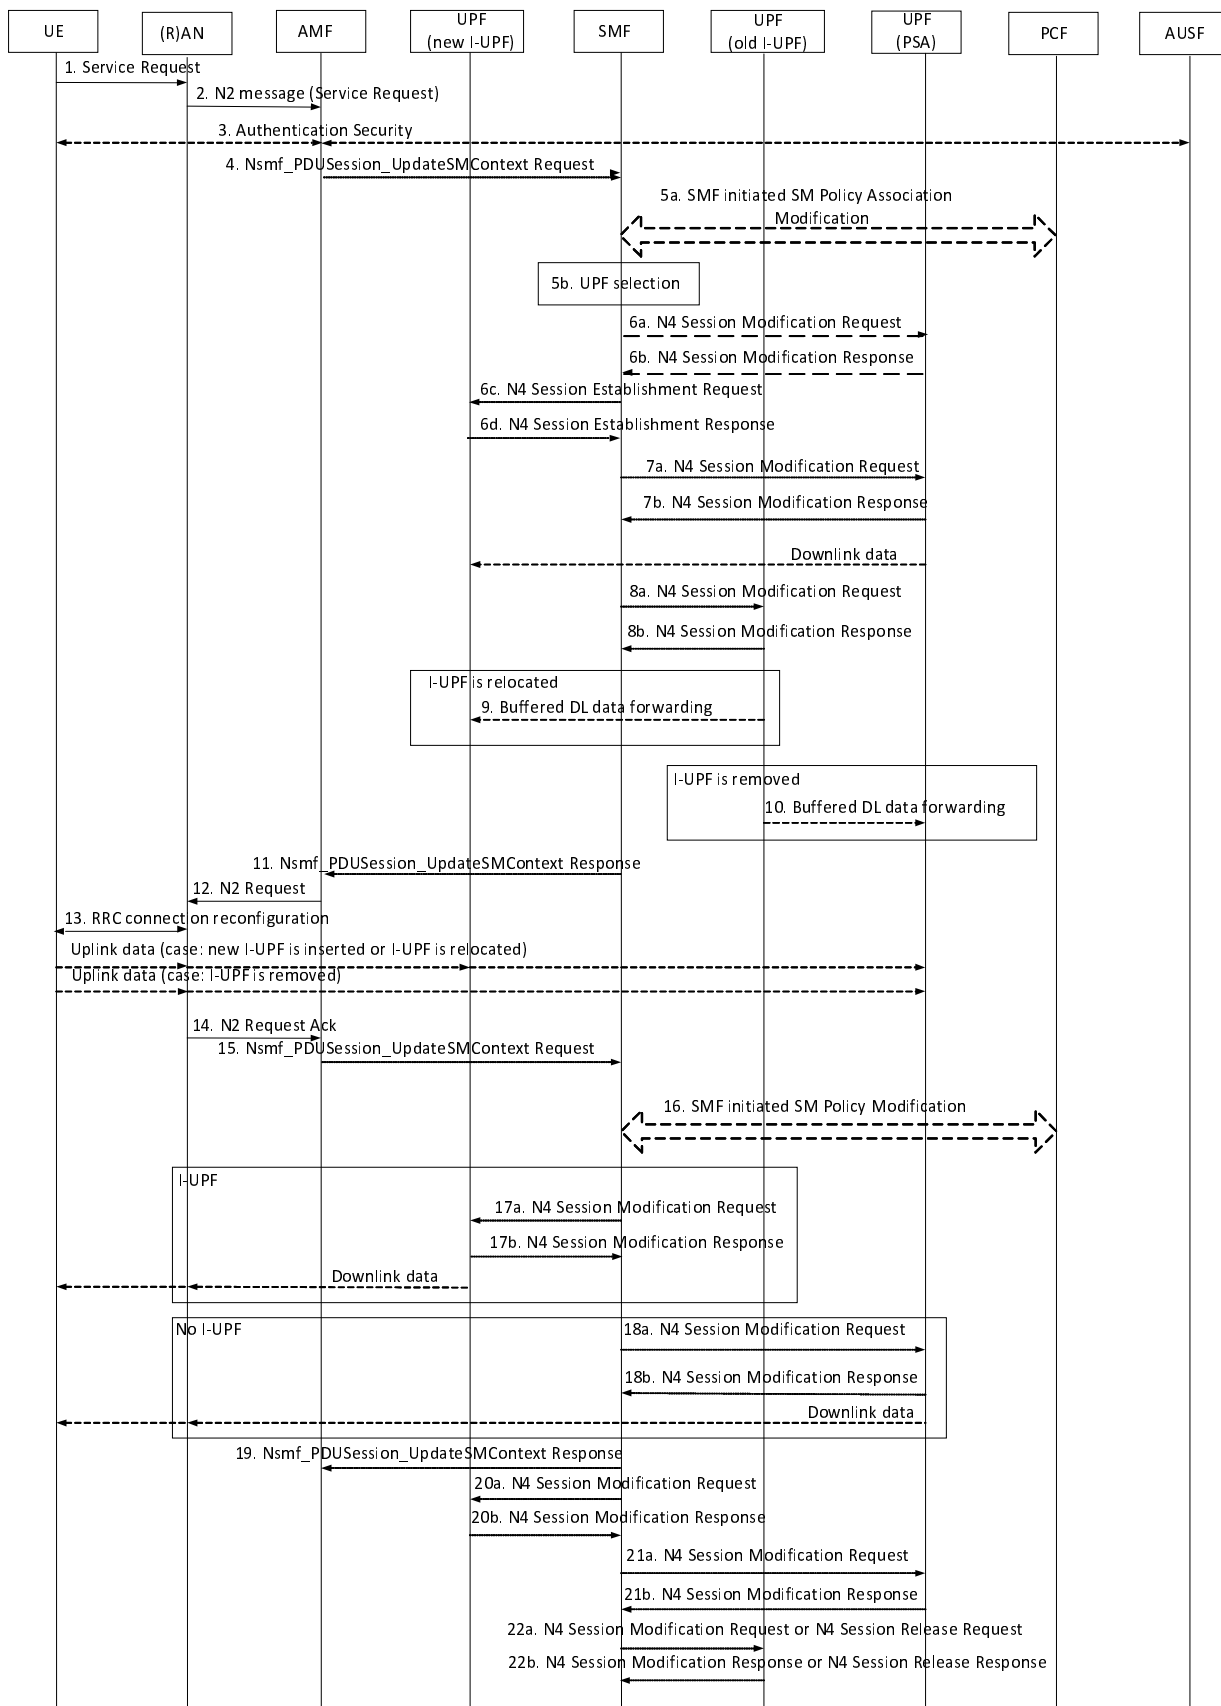 UE
(R)AN
AMF
UPF
(new I-UPF)
SMF
UPF
(old I-UPF)
UPF
(PSA)
PCF
AUSF
1. Service Request
2. N2 message (Service Request)
3. Authentication Security
4. Nsmf_PDUSession_UpdateSMContext Request
5a. SMF initiated SM Policy Association
Modification
5b. UPF selection
6a. N4 Session Modification Request
6b. N4 Session Modification Response
6c. N4 Session Establishment Request
6d. N4 Session Establishment Response
7a. N4 Session Modification Request
7b. N4 Session Modification Response
Downlink data
8a. N4 Session Modification Request
8b. N4 Session Modification Response
I-UPF is relocated
9. Buffered DL data forwarding
I-UPF is removed
10. Buffered DL data forwarding
11. Nsmf_PDUSession_UpdateSMContext Response
12. N2 Request
13. RRC connection reconfiguration
Uplink data (case: new I-UPF is inserted or I-UPF is relocated)
Uplink data (case: I-UPF is removed)
14. N2 Request Ack
15. Nsmf_PDUSession_UpdateSMContext Request
16. SMF initiated SM Policy Modification
I-UPF
17a. N4 Session Modification Request
17b. N4 Session Modification Response
Downlink data
No I-UPF
18a. N4 Session Modification Request
18b. N4 Session Modification Response
Downlink data
19. Nsmf_PDUSession_UpdateSMContext Response
20a. N4 Session Modification Request
20b. N4 Session Modification Response
21a. N4 Session Modification Request
21b. N4 Session Modification Response
22a. N4 Session Modification Request or N4 Session Release Request
22b. N4 Session Modification Response or N4 Session Release Response